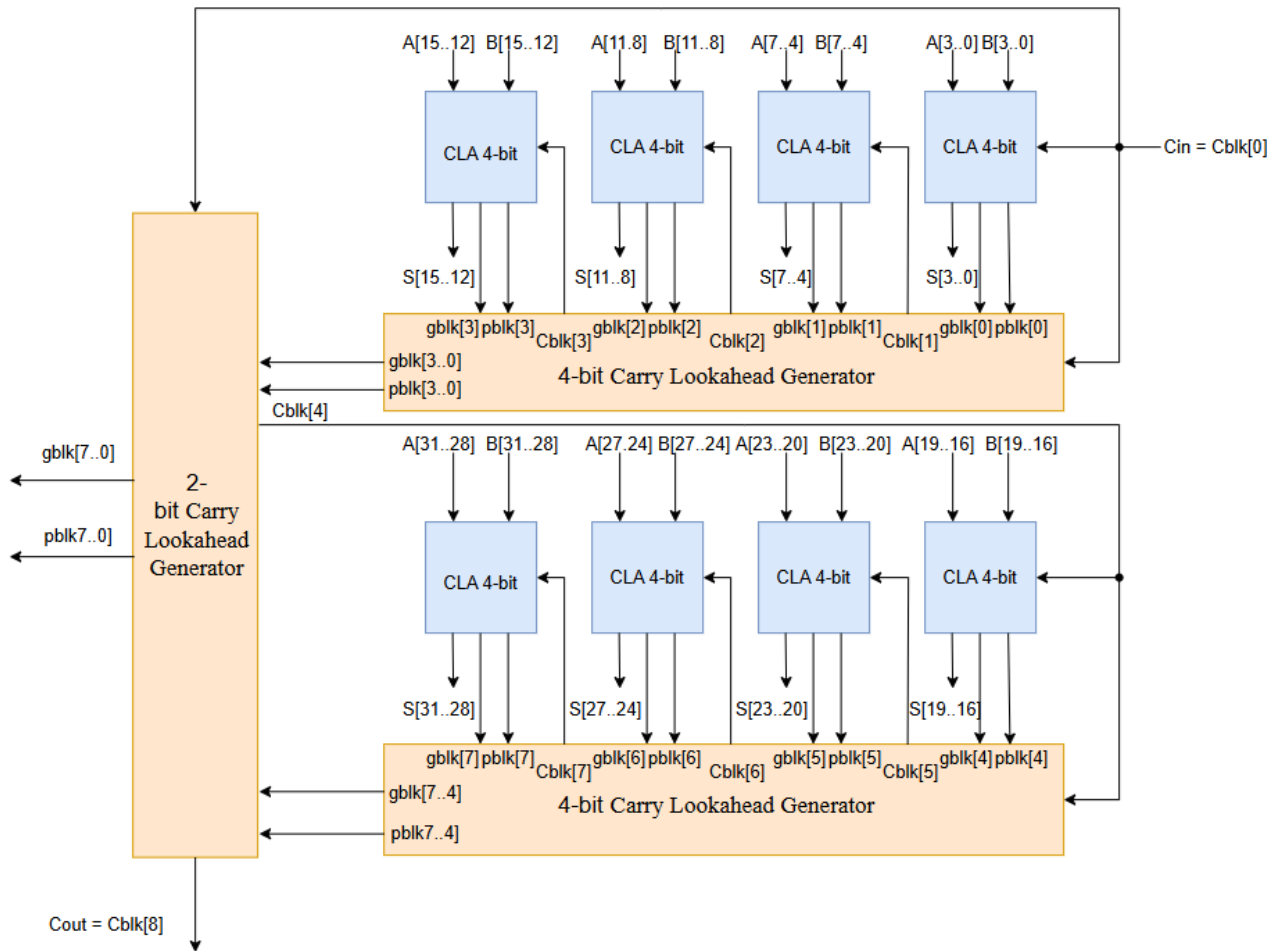 A[15..12] B[15..12] A[11.8] B[11..8] A[7..4] B[7..4] A[3..0] B[3..0]
CLA 4-bit CLA 4-bit CLA 4-bit CLA 4-bit
Cin = Cblk[0]
S[15..12] S[11..8] S[7..4] S[3..0]
gblk[3] pblk[3] Cblk[3] gblk[2] pblk[2] Cblk[2] gblk[1] pblk[1] Cblk[1] gblk[0] pblk[0]
gblk[3..0]
4-bit Carry Lookahead Generator
pblk[3..0]
Cblk[4]
A[31..28] B[31..28] A[27.24] B[27..24] A[23..20] B[23..20] A[19..16] B[19..16]
gblk[7..0]
pblk7..0]
2-
bit Carry
Lookahead
Generator
CLA 4-bit CLA 4-bit CLA 4-bit CLA 4-bit
S[31..28] S[27..24] S[23..20] S[19..16]
gblk[7] pblk[7] Cblk[7] gblk[6] pblk[6] Cblk[6] gblk[5] pblk[5] Cblk[5] gblk[4] pblk[4]
gblk[7..4]
4-bit Carry Lookahead Generator
pblk7..4]
Cout = Cblk[8]